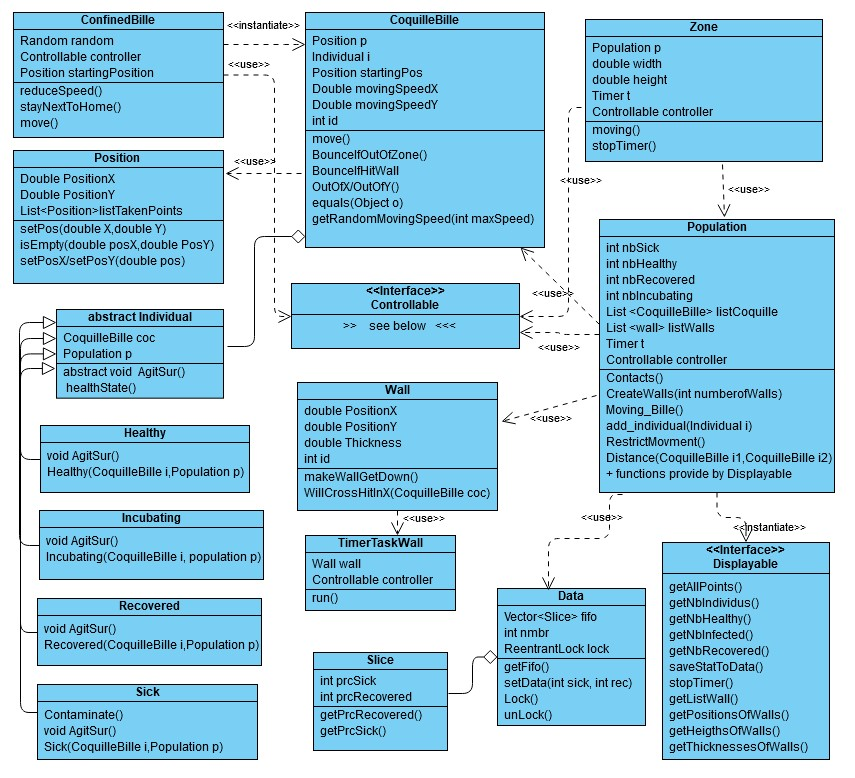 ConfinedBille
Random random
Controllable controller
Position startingPosition
reduceSpeed()
stayNextToHome()
move()
<<instantiate>>
<<use>>
CoquilleBille
Position p
Individual i
Position startingPos
Double movingSpeedX
Double movingSpeedY
int id
move()
BounceIfOutOfZone()
BounceIfHitWall
OutOfX/OutOfY()
equals(Object o)
getRandomMovingSpeed(int maxSpeed)
Zone
Population p
double width
double height
Timer t
Controllable controller
moving()
stopTimer()
Position
Double PositionX
Double PositionY
List<Position>listTakenPoints
setPos(double X,double Y)
isEmpty(double posX,double PosY)
setPosX/setPosY(double pos)
<<use>>
<<use>>
<<use>>
Population
int nbSick
int nbHealthy
int nbRecovered
int nbIncubating
List <CoquilleBille> listCoquille
List <wall> listWalls
Timer t
Controllable controller
Contacts()
CreateWalls(int numberofWalls)
Moving_Bille()
add_individual(Individual i)
RestrictMovment()
Distance(CoquilleBille i1,CoquilleBille i2)
+ functions provide by Displayable
<<Interface>>
Controllable
>> see below <<<
<<use>>
<<use>>
abstract Individual
CoquilleBille coc
Population p
abstract void AgitSur()
healthState()
Wall
double PositionX
double PositionY
double Thickness
int id
makeWallGetDown()
WillCrossHitInX(CoquilleBille coc)
<<use>>
Healthy
void AgitSur()
Healthy(CoquilleBille i,Population p)
Incubating
void AgitSur()
Incubating(CoquilleBille i, population p)
Recovered
void AgitSur()
Recovered(CoquilleBille i,Population p)
Sick
Contaminate()
void AgitSur()
Sick(CoquilleBille i,Population p)
<<use>>
TimerTaskWall
Wall wall
Controllable controller
run()
<<use>>
<<instantiate>>
Slice
int prcSick
int prcRecovered
getPrcRecovered()
getPrcSick()
Data
Vector<Slice> fifo
int nmbr
ReentrantLock lock
getFifo()
setData(int sick, int rec)
Lock()
unLock()
<<Interface>>
Displayable
getAllPoints()
getNbIndividus()
getNbHealthy()
getNbInfected()
getNbRecovered()
saveStatToData()
stopTimer()
getListWall()
getPositionsOfWalls()
getHeigthsOfWalls()
getThicknessesOfWalls()